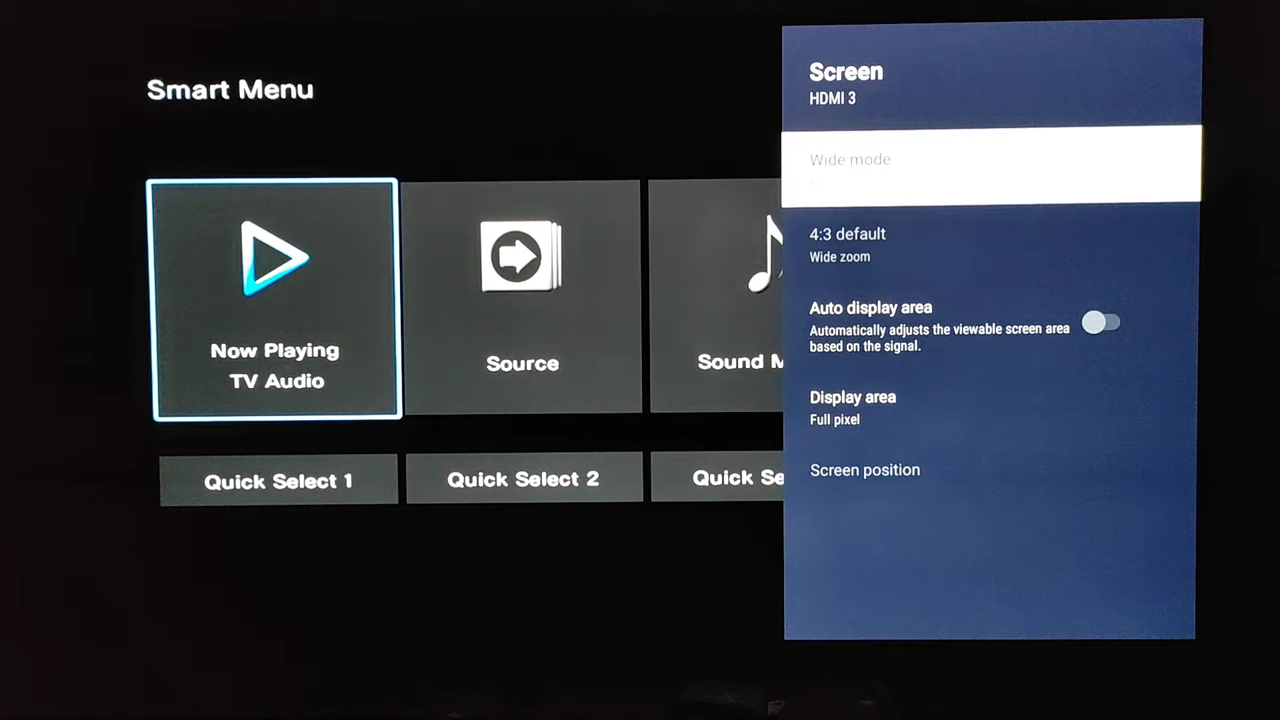 Smart Menu
Now Playing
TV Audio
Source
Sound M
Quick Select 1
Quick Select 2
Quick Se
Screen
HDMI 3
Wide mode
4:3 default
Wide zoom
Auto display area
Automatically adjusts the viewable screen area
based on the signal.
Display area
Full pixel
Screen position